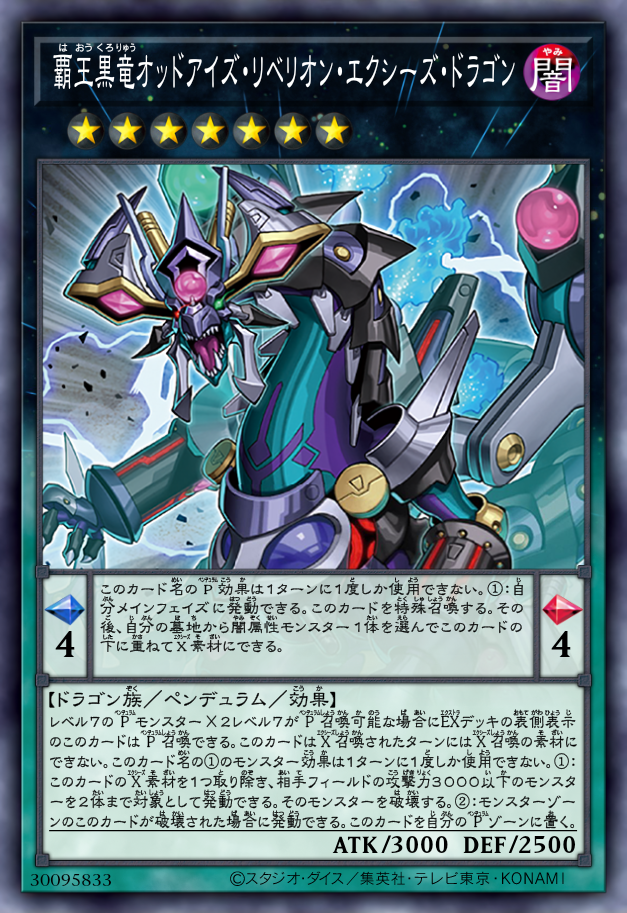 覇王黒竜オッドアイズ・リベリオン・エクシーズ・ドラゴン
闇
このカード名のP効果は1ターンに1度しか使用できない。①:自
分メインフェイズに発動できる。このカードを特殊召喚する。その
後、自分の墓地から闇属性モンスター1体を選んでこのカードの
下に重ねてX素材にできる。
4
4
【ドラゴン族/ペンデュラム/効果】
レベル7のPモンスター×2レベル7がP召喚可能な場合にEXデッキの表側表示
のこのカードはP召喚できる。このカードはX召喚されたターンにはX召喚の素材に
できない。このカード名の①のモンスター効果は1ターンに1度しか使用できない。①:
このカードのX素材を1つ取り除き、相手フィールドの攻撃力3000以下のモンスタ
ーを2体まで対象として発動できる。そのモンスターを破壊する。②:モンスターゾー
ンのこのカードが破壊された場合に発動できる。このカードを自分のPゾーンに置く。
ATK/3000 DEF/2500
30095833
©スタジオ・ダイス/集英社・テレビ東京・KONAMI